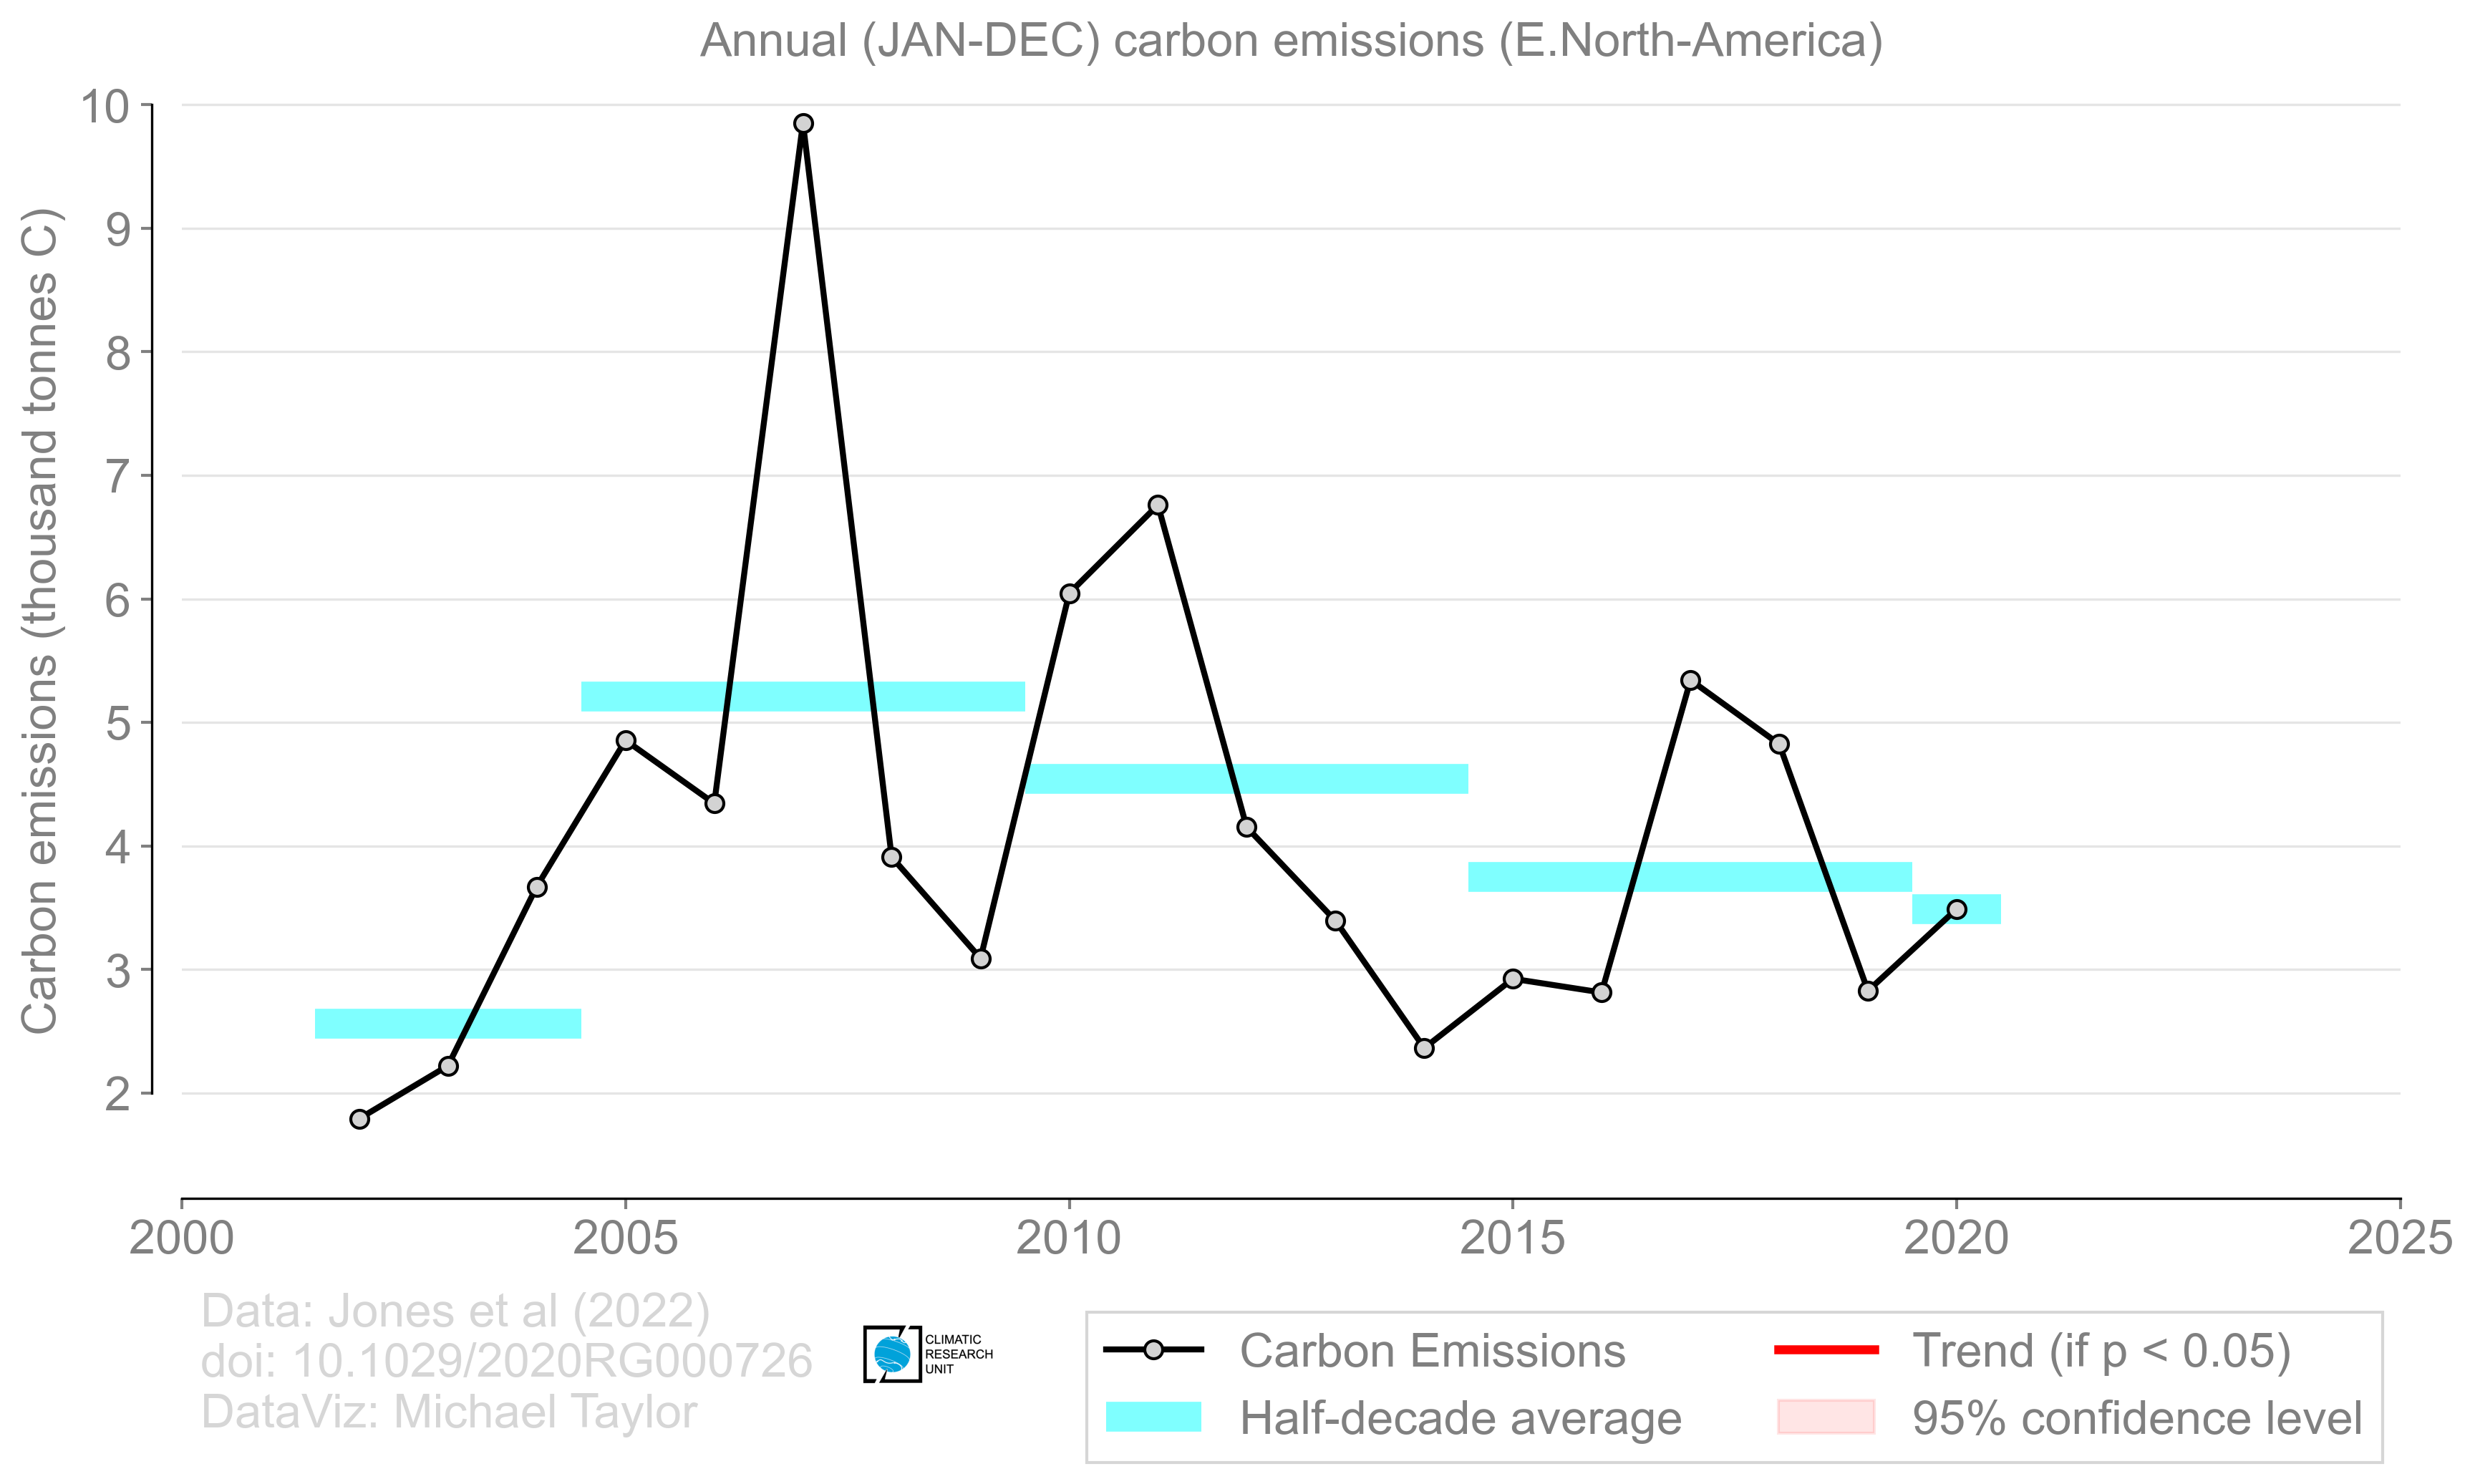 Annual (JAN-DEC) carbon emissions (E.North-America)
Carbon emissions (thousand tonnes C)
10
9
8
7
6
5
4
3
2
2000 2005 2010 2015 2020 2025
Data: Jones et al (2022)
doi: 10.1029/2020RG000726
DataViz: Michael Taylor
CLIMATIC
RESEARCH
UNIT
Carbon Emissions
Half-decade average
Trend (if p < 0.05)
95% confidence level